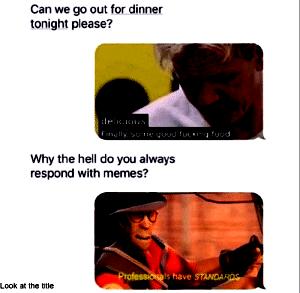 Can we go out for dinner
tonight please?
delicious
Finally, some good fucking food
Why the hell do you always
respond with memes?
Professionals have STANDARDS
Look at the title